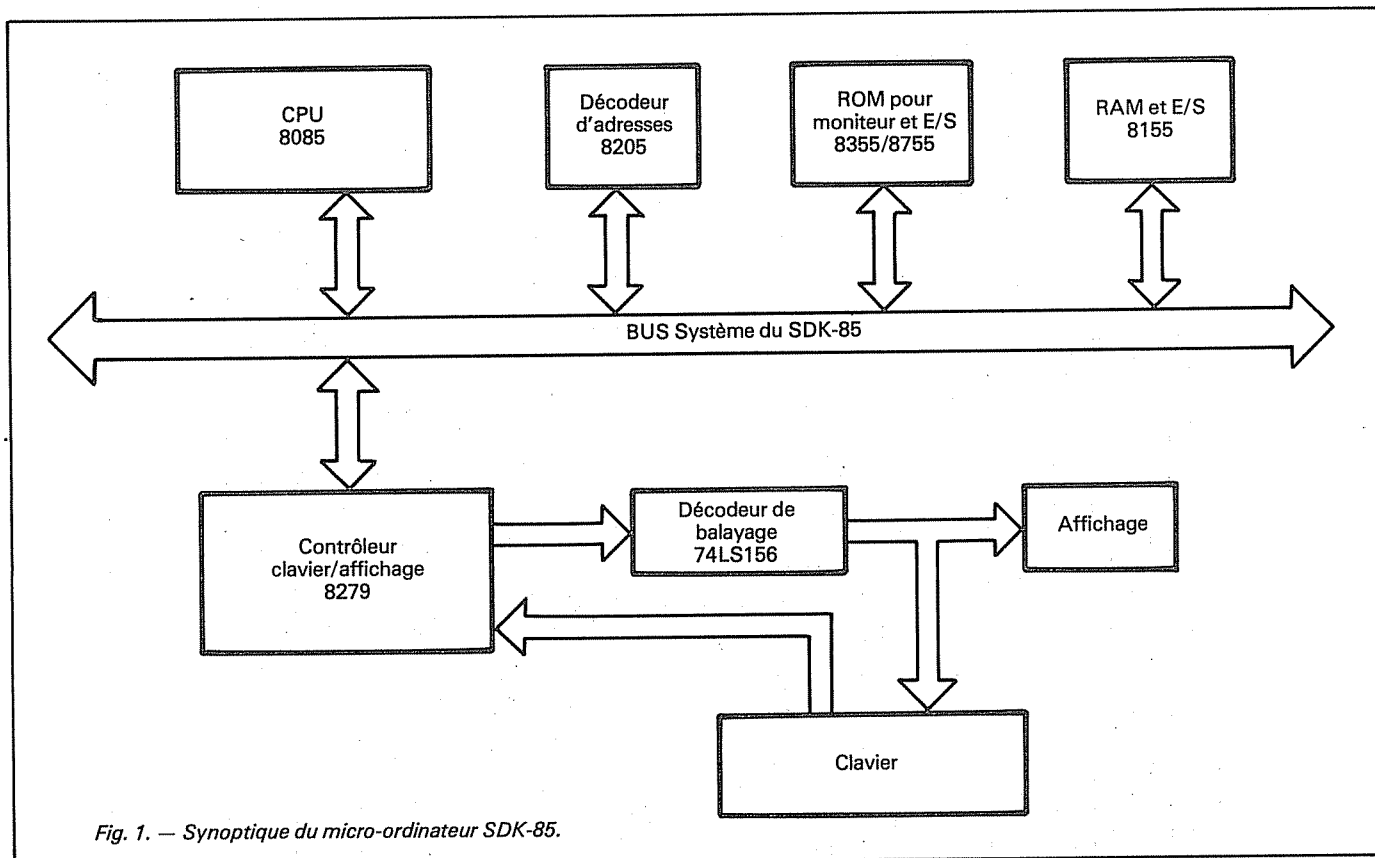 CPU
8085
Décodeur
d'adresses
8205
ROM pour
moniteur et E/S
8355/8755
RAM et E/S
8155
BUS Système du SDK-85
Contrôleur
clavier/affichage
8279
Décodeur de
balayage
74LS156
Affichage
Clavier
Fig. 1. — Synoptique du micro-ordinateur SDK-85.